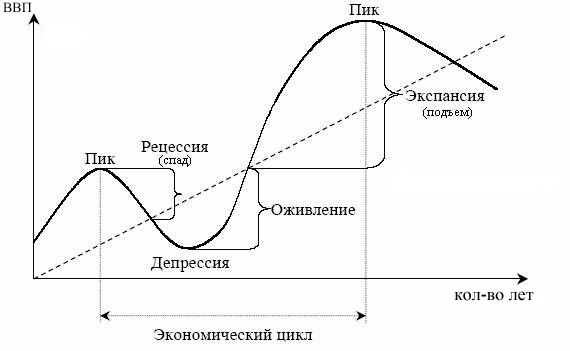 ВВП
Пик
Экспансия
(подъем)
Рецессия
(спад)
Пик
Оживление
Депрессия
кол-во лет
Экономический цикл